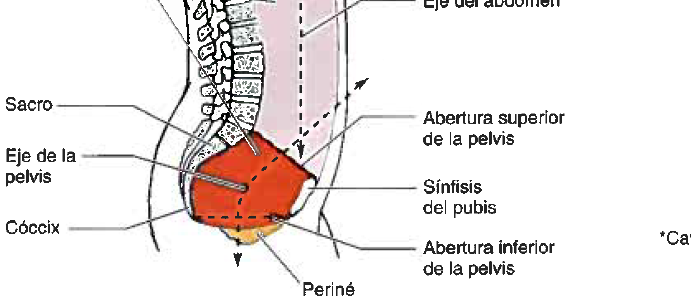 Eje del abdomen
Sacro
Abertura superior
de la pelvis
Eje de la
pelvis
Sínfisis
del pubis
Cóccix
*Ca
Abertura inferior
de la pelvis
Periné